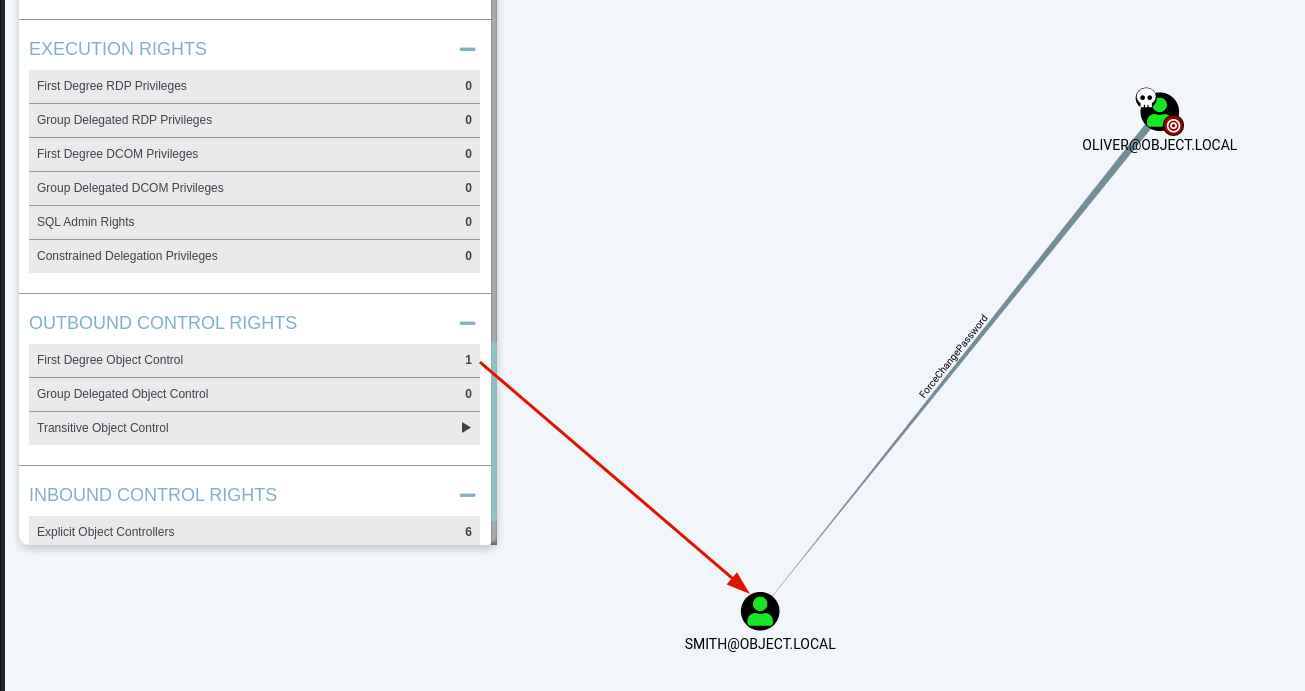 EXECUTION RIGHTS
First Degree RDP Privileges 0
Group Delegated RDP Privileges 0
First Degree DCOM Privileges 0
Group Delegated DCOM Privileges 0
SQL Admin Rights 0
Constrained Delegation Privileges 0
OUTBOUND CONTROL RIGHTS
First Degree Object Control 1
Group Delegated Object Control 0
Transitive Object Control
INBOUND CONTROL RIGHTS
Explicit Object Controllers 6
OLIVER@OBJECT.LOCAL
ForceChangePassword
SMITH@OBJECT.LOCAL